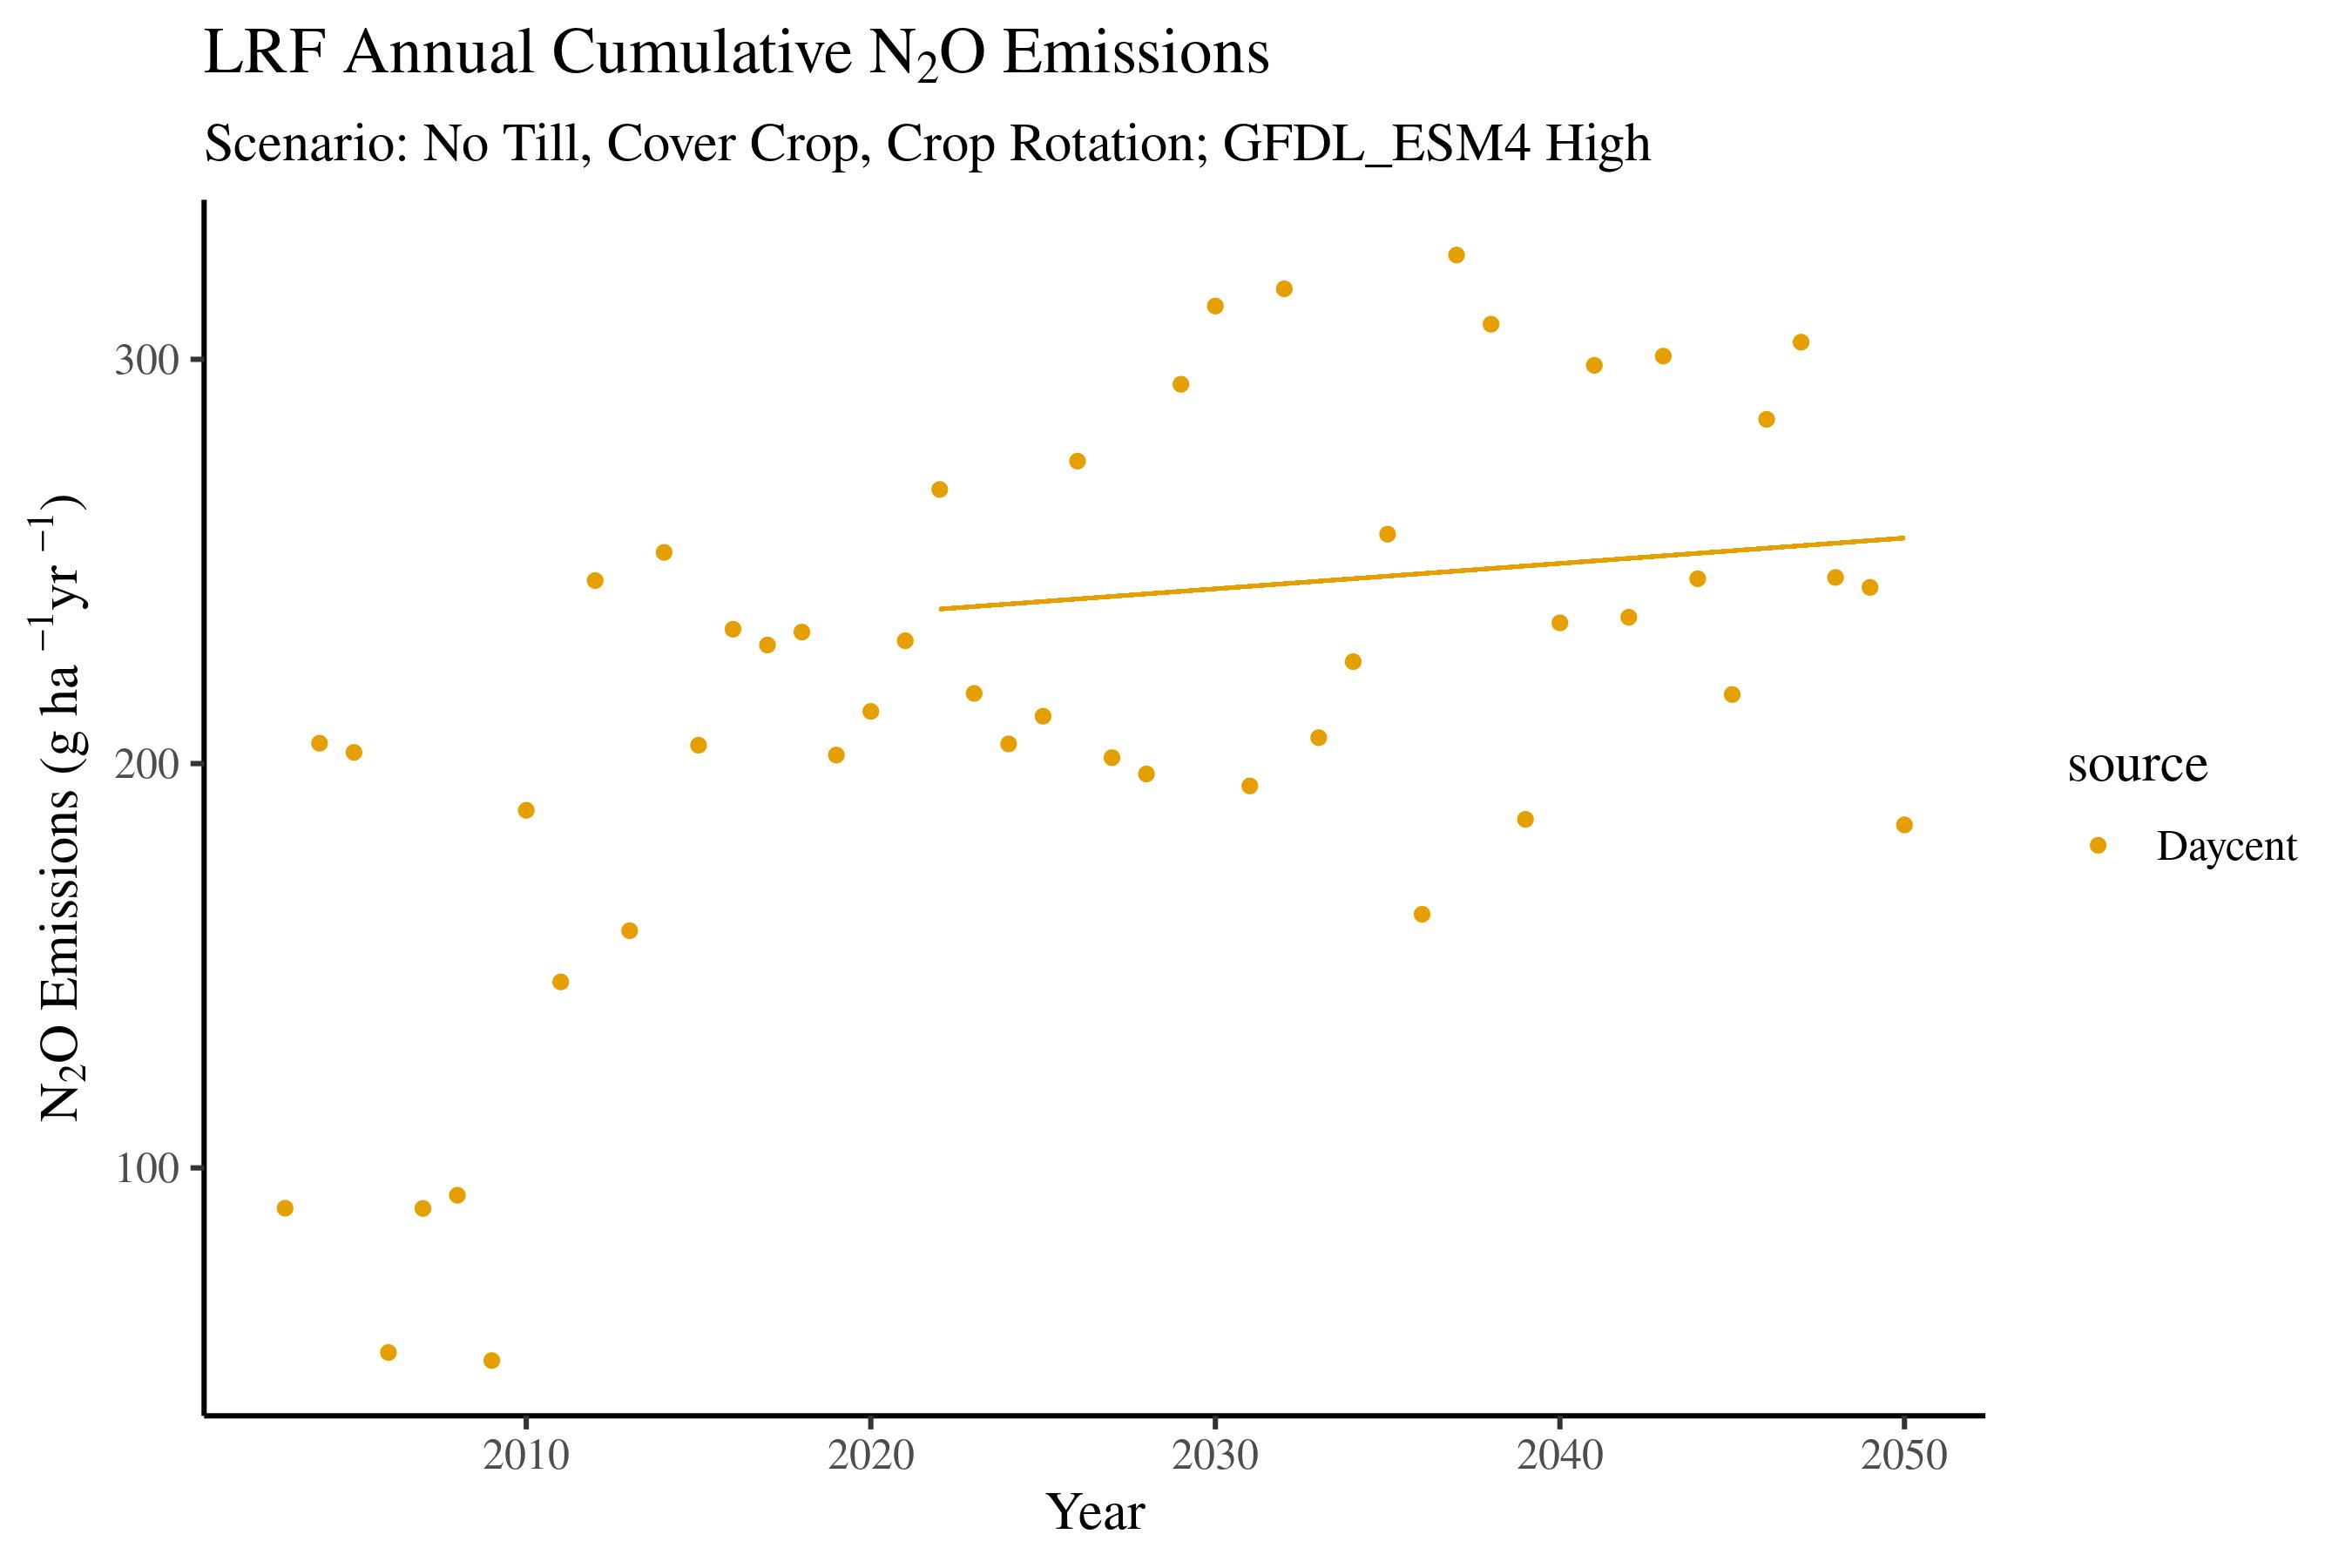 LRF Annual Cumulative N₂O Emissions
Scenario: No Till, Cover Crop, Crop Rotation; GFDL_ESM4 High
N₂O Emissions (g ha ⁻¹yr ⁻¹)
300
200
100
2010 2020 2030 2040 2050
Year
source
Daycent